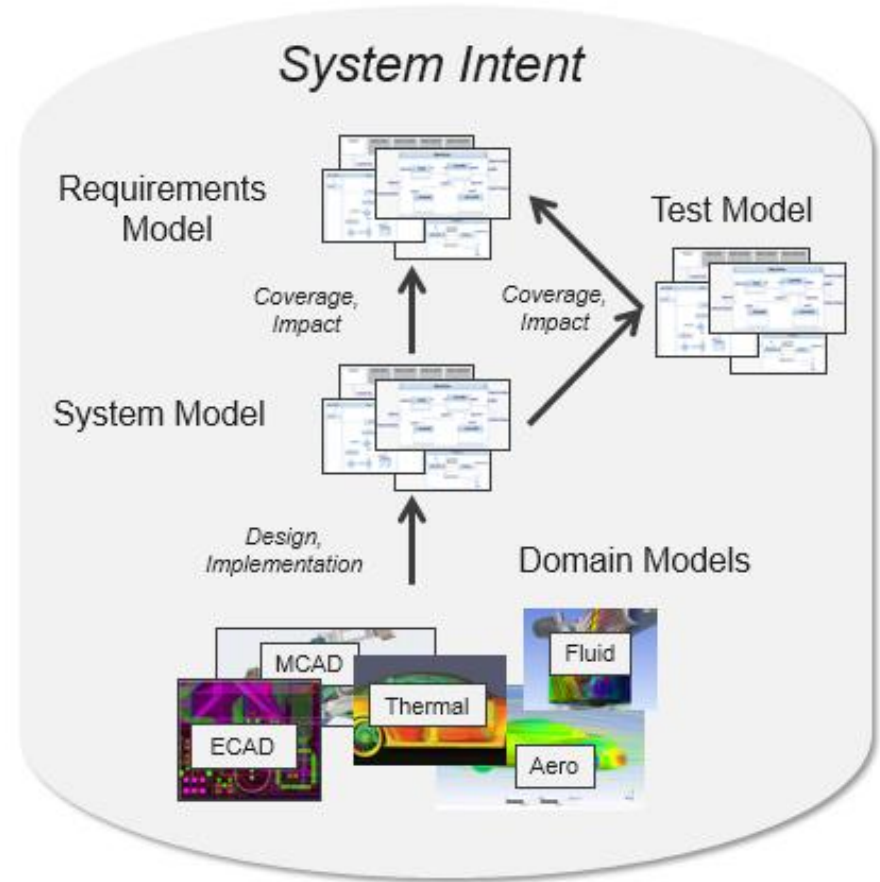 System Intent
Requirements
Model
Test Model
Coverage,
Impact
Coverage,
Impact
System Model
Design,
Implementation
Domain Models
MCAD
Fluid
Thermal
ECAD
Aero